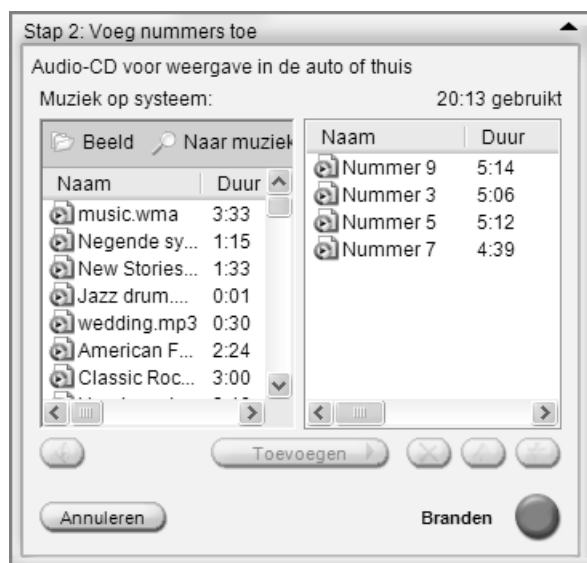 Stap 2: Voeg nummers toe
Audio-CD voor weergave in de auto of thuis
Muziek op systeem:
20:13 gebruikt
Beeld Naar muziek
Naam Duur
music.wma 3:33
Negende sy... 1:15
New Stories... 1:33
Jazz drum.... 0:01
wedding.mp3 0:30
American F... 2:24
Classic Roc... 3:00
Naam Duur
Nummer 9 5:14
Nummer 3 5:06
Nummer 5 5:12
Nummer 7 4:39
Toevoegen
Annuleren
Branden